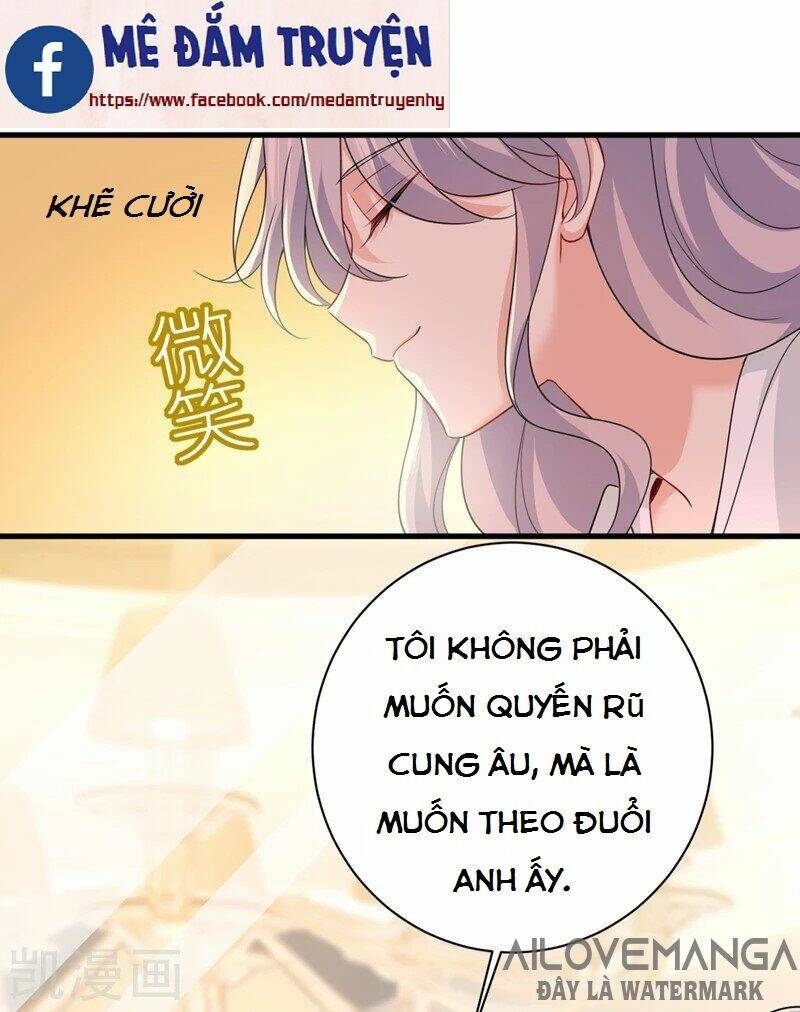 MÊ ĐẮM TRUYỆN
https://www.facebook.com/medamtruyenhy
KHẼ CƯỜI
微
笑
TÔI KHÔNG PHẢI
MUỐN QUYẾN RŨ
CUNG ÂU, MÀ LÀ
MUỐN THEO ĐUỔI
ANH ẤY.
凯漫画
AILOVEMANGA
ĐÂY LÀ WATERMARK